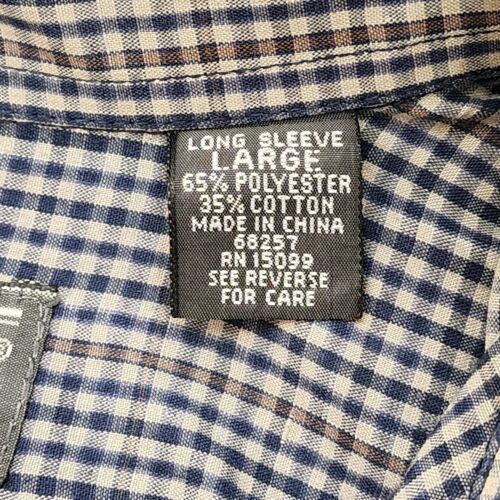 LONG SLEEVE
LARGE
65% POLYESTER
35% COTTON
MADE IN CHINA
68257
RN 15099
SEE REVERSE
FOR CARE
®